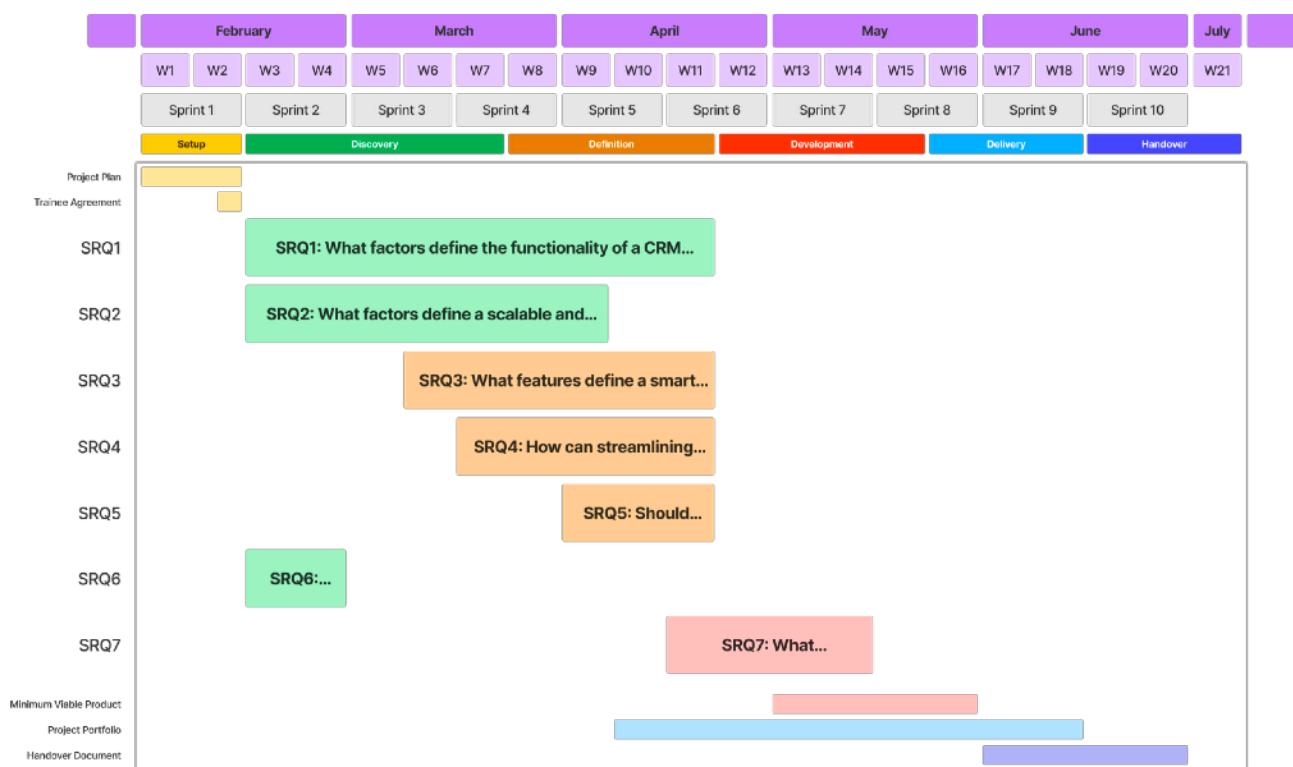 February March April May June July
W1 W2 W3 W4 W5 W6 W7 W8 W9 W10 W11 W12 W13 W14 W15 W16 W17 W18 W19 W20 W21
Sprint 1 Sprint 2 Sprint 3 Sprint 4 Sprint 5 Sprint 6 Sprint 7 Sprint 8 Sprint 9 Sprint 10
Setup Discovery Definition Development Delivery Handover
Project Plan
Trainee Agreement
SRQ1 SRQ1: What factors define the functionality of a CRM...
SRQ2 SRQ2: What factors define a scalable and...
SRQ3 SRQ3: What features define a smart...
SRQ4 SRQ4: How can streamlining...
SRQ5 SRQ5: Should...
SRQ6 SRQ6:...
SRQ7 SRQ7: What...
Minimum Viable Product
Project Portfolio
Handover Document